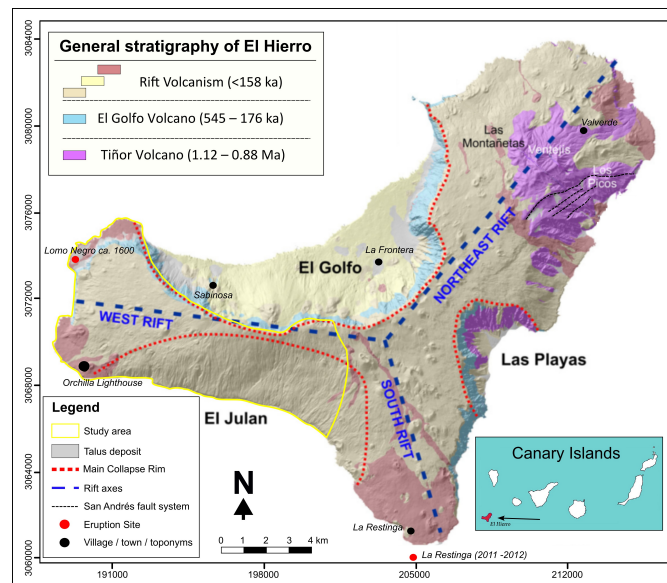 3084000
General stratigraphy of El Hierro
Rift Volcanism (<158 ka)
El Golfo Volcano (545 – 176 ka)
Tiñor Volcano (1.12 – 0.88 Ma)
3080000
Las
Montañetas
Valverde
Ventejís
Los
Picos
3076000
Lomo Negro ca. 1600
La Frontera
El Golfo
NORTHEAST RIFT
Sabinosa
3072000
WEST RIFT
Las Playas
3068000
Orchilla Lighthouse
El Julan
SOUTH RIFT
Legend
Study area
Talus deposit
Main Collapse Rim
Rift axes
San Andrés fault system
Eruption Site
Village / town / toponyms
3064000
N
0 1 2 3 4 km
Canary Islands
El Hierro
La Restinga
La Restinga (2011 -2012)
3060000
191000 198000 205000 212000